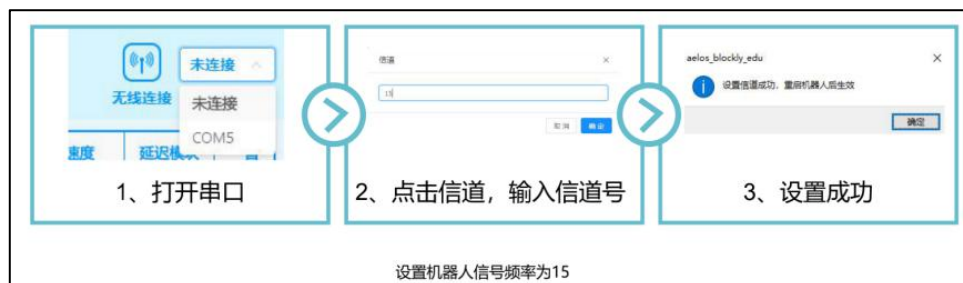 未连接
无线连接
未连接
COM5
速度
延迟模块
1、打开串口
信道
×
15
取消
确定
2、点击信道，输入信道号
aelos_blockly_edu
×
设置信道成功，重启机器人后生效
确定
3、设置成功
设置机器人信号频率为15